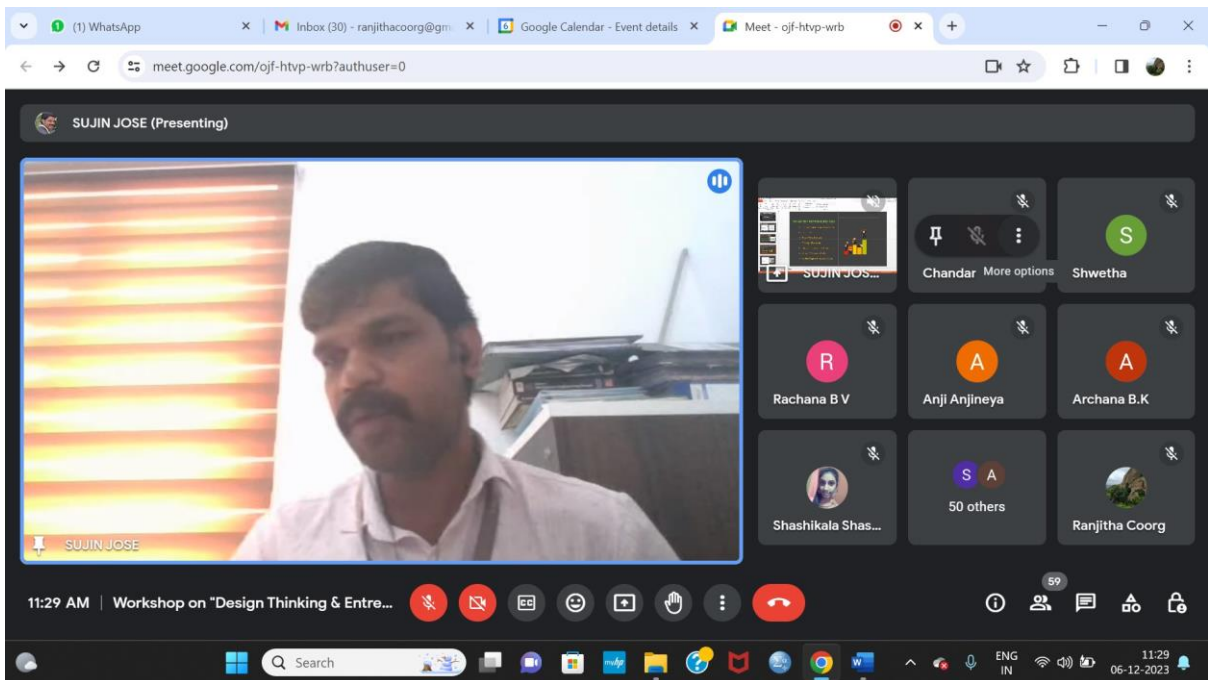 (1) WhatsApp
Inbox (30) - ranjithacoorg@gm
Google Calendar - Event details
Meet - ojf-htvp-wrb
meet.google.com/ojf-htvp-wrb?authuser=0
SUJIN JOSE (Presenting)
SUJIN JOS...
Chandar
More options
Shwetha
R
Rachana B V
A
Anji Anjineya
A
Archana B.K
S
Shashikala Shas...
S A
50 others
Ranjitha Coorg
SUJIN JOSE
11:29 AM | Workshop on "Design Thinking & Entre...
CC
59
Search
ENG
IN
11:29
06-12-2023